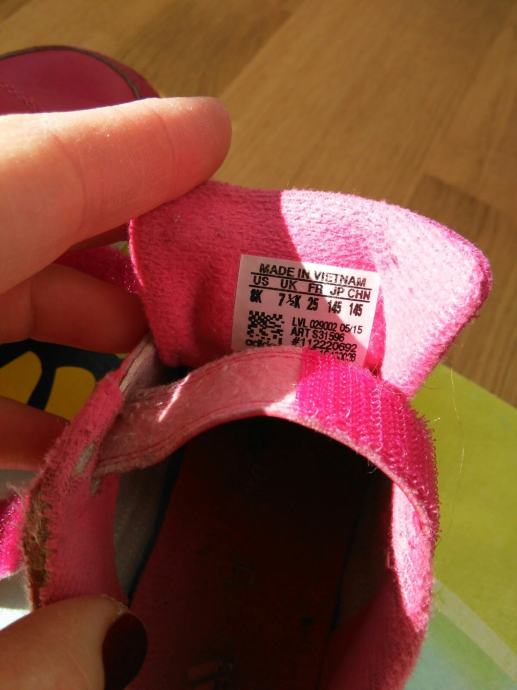 MADE IN VIETNAM
US UK FR JP CHN
8K 7 ½K 25 145 145
LVL 029002 05/15
ART S31596
#112220692